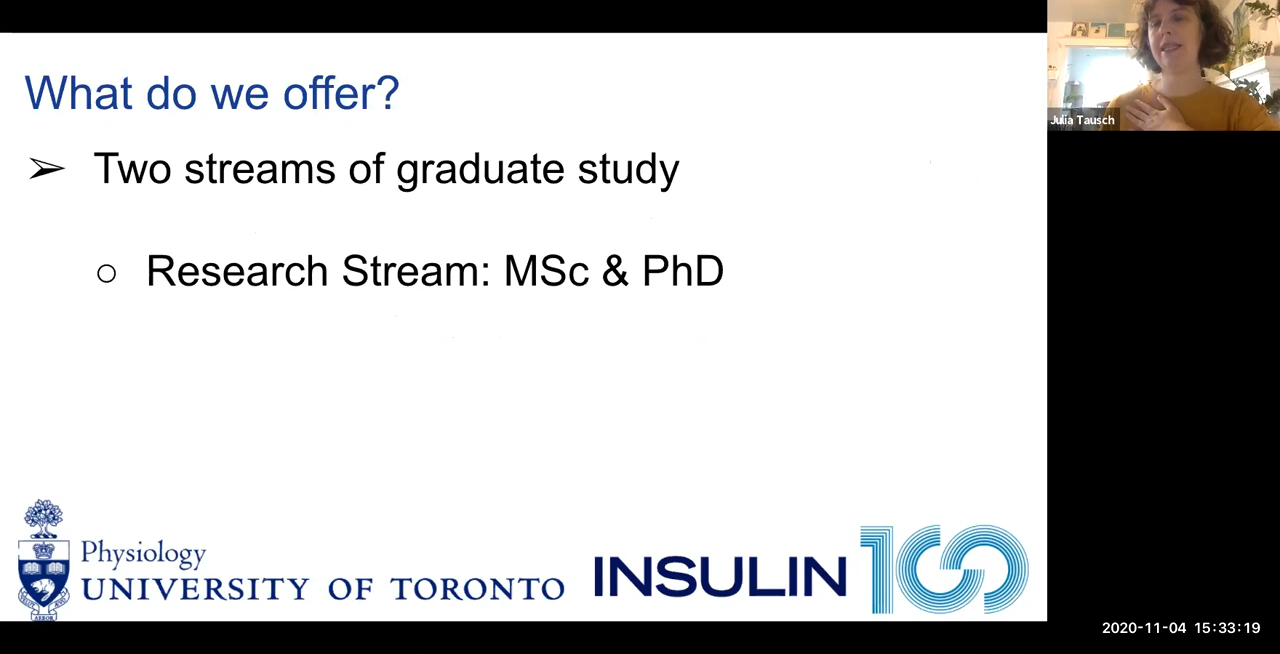 What do we offer?
➢ Two streams of graduate study
○ Research Stream: MSc & PhD
Physiology
UNIVERSITY OF TORONTO
INSULIN 100
Julia Tausch
2020-11-04 15:33:19